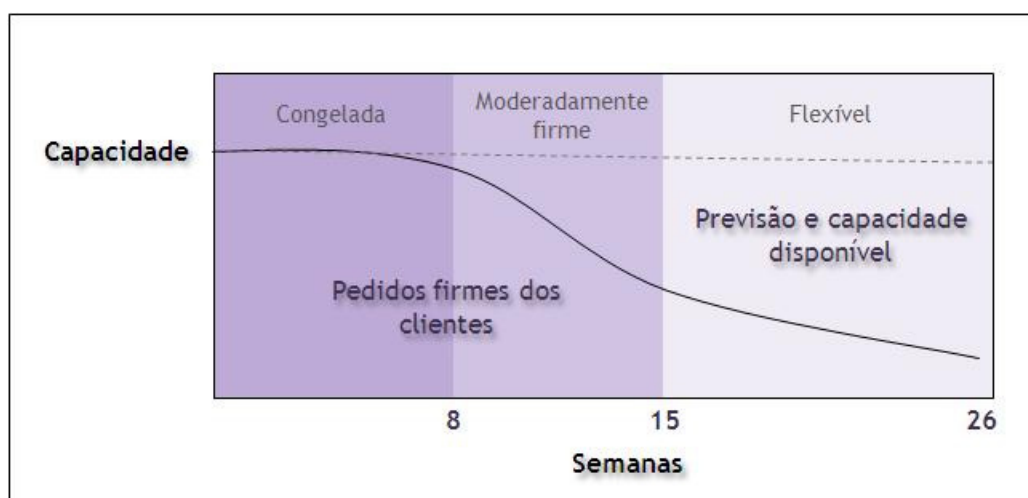 Congelada
Moderadamente
firme
Flexível
Capacidade
Previsão e capacidade
disponível
Pedidos firmes dos
clientes
8
15
26
Semanas